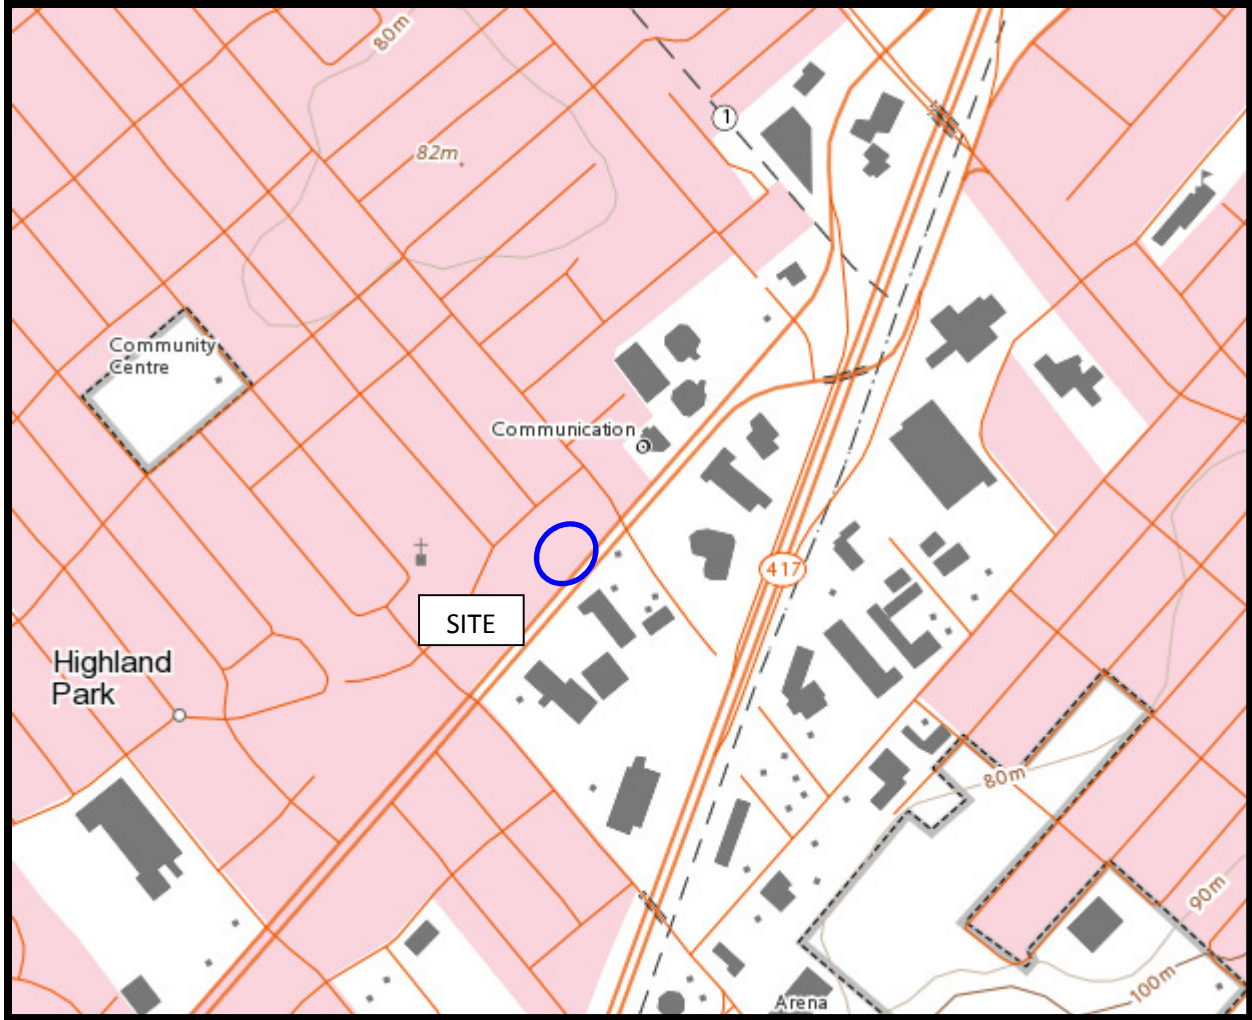 80m
1
82m
Community
Centre
Communication
417
SITE
Highland
Park
80m
90m
100m
Arena